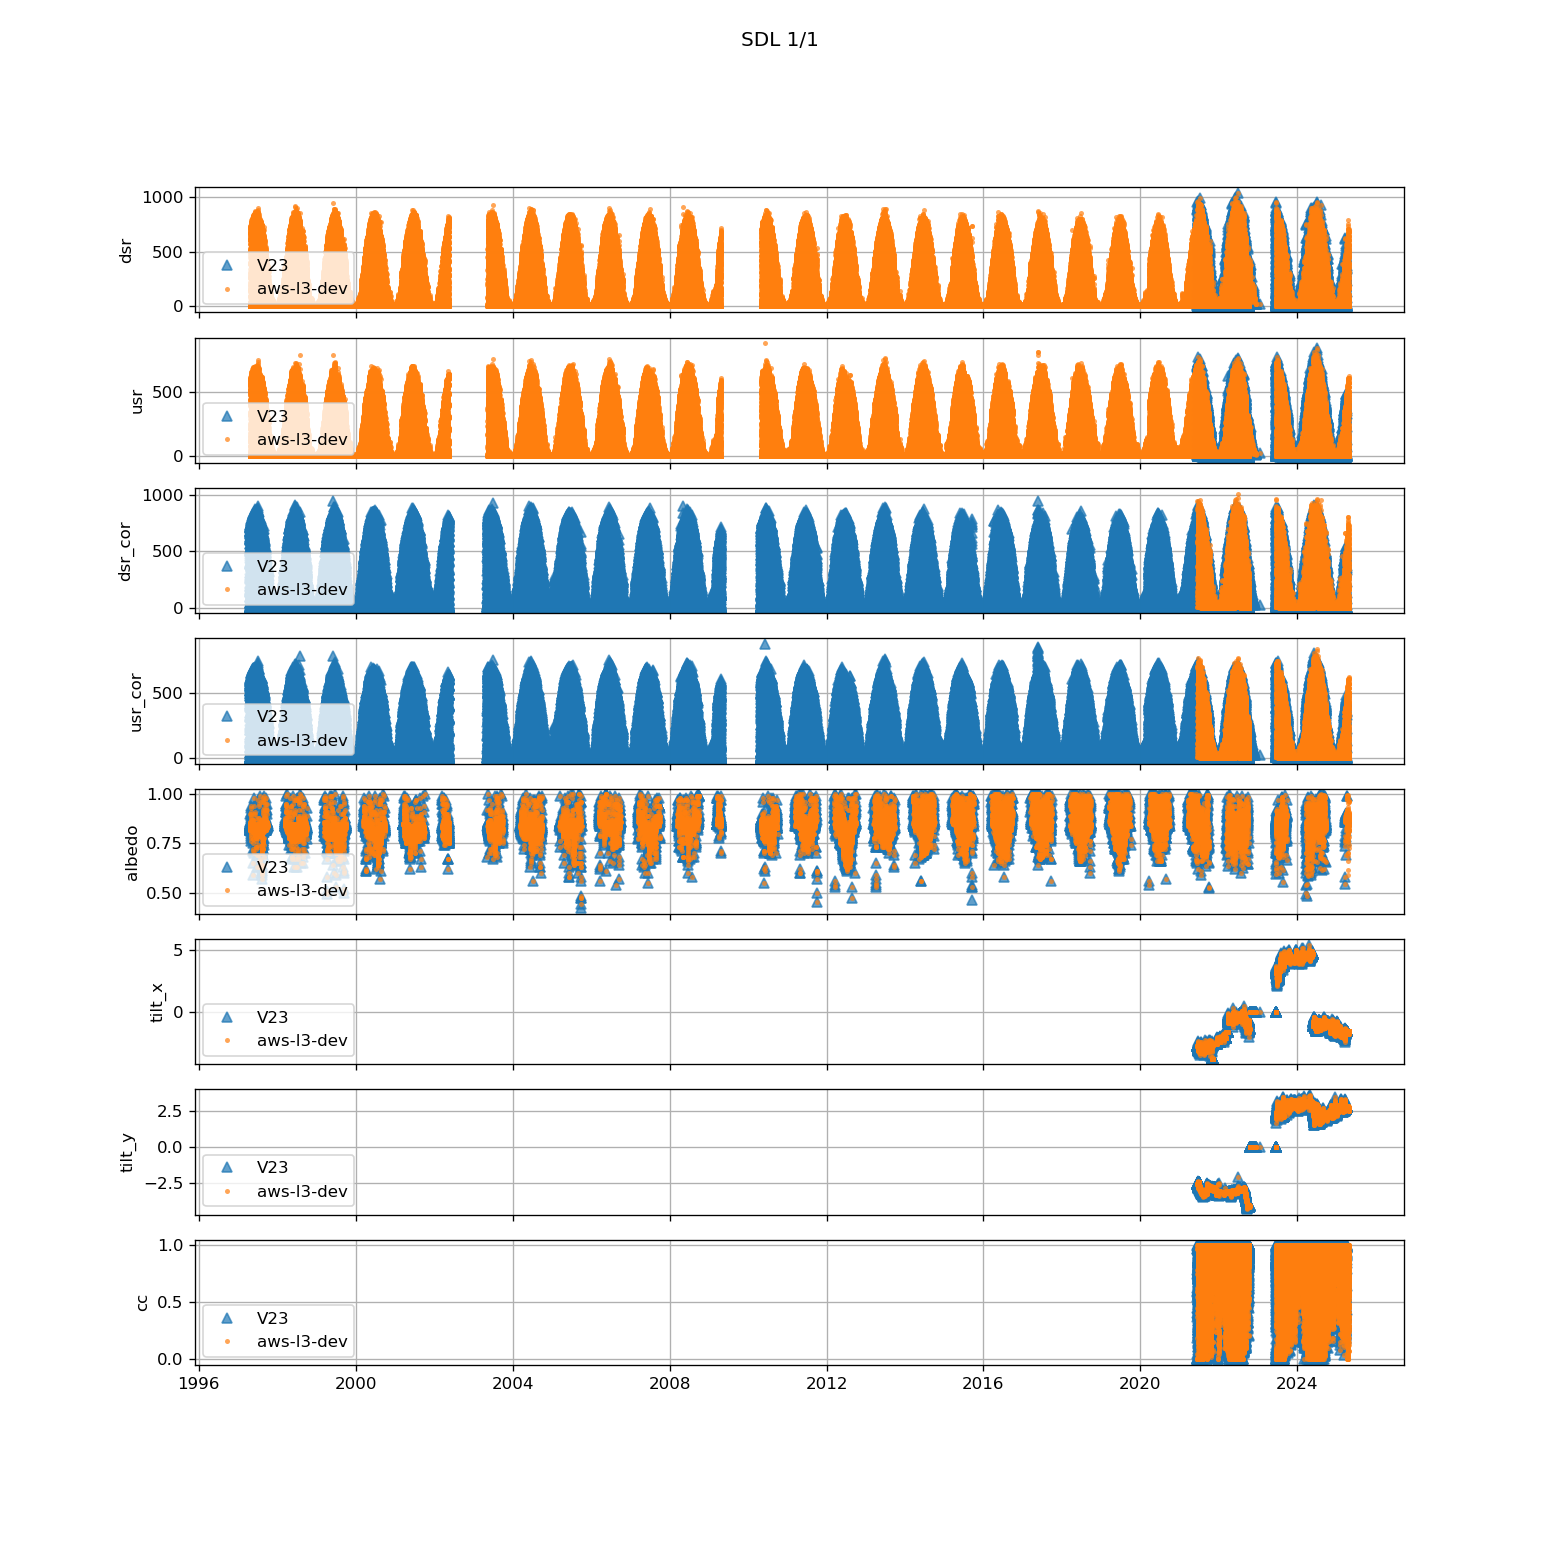 SDL 1/1
1000
500
0
dsr
V23
aws-l3-dev
500
0
usr
V23
aws-l3-dev
1000
500
0
dsr_cor
V23
aws-l3-dev
500
0
usr_cor
V23
aws-l3-dev
1.00
0.75
0.50
albedo
V23
aws-l3-dev
5
0
tilt_x
V23
aws-l3-dev
2.5
0.0
−2.5
tilt_y
V23
aws-l3-dev
1.0
0.5
0.0
cc
V23
aws-l3-dev
1996 2000 2004 2008 2012 2016 2020 2024